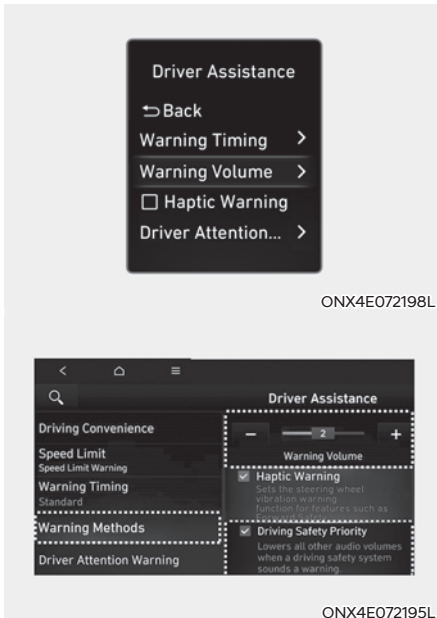 Driver Assistance
Back
Warning Timing
Warning Volume
Haptic Warning
Driver Attention...
ONX4E072198L
Driver Assistance
Driving Convenience
Speed Limit
Speed Limit Warning
Warning Timing
Standard
Warning Methods
Driver Attention Warning
− 2 +
Warning Volume
Haptic Warning
Sets the steering wheel
vibration warning
function for features such as
Forward Safety
Driving Safety Priority
Lowers all other audio volumes
when a driving safety system
sounds a warning.
ONX4E072195L